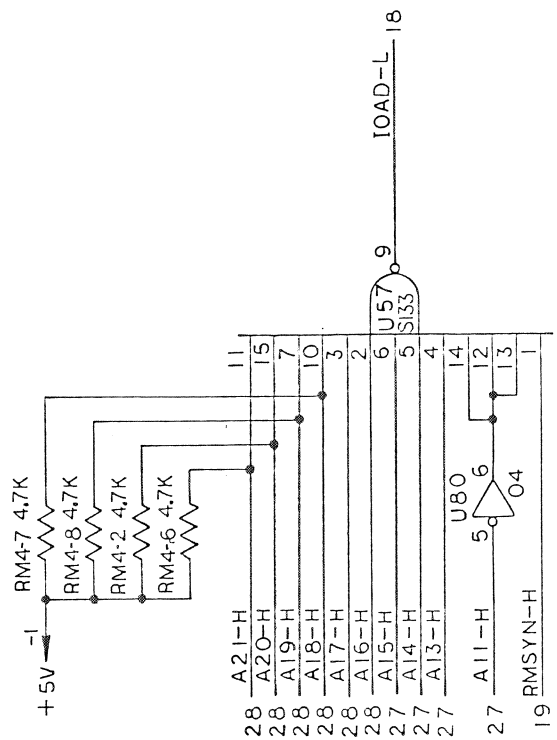 +5V -1
RM4-7 4.7K
RM4-8 4.7K
RM4-2 4.7K
RM4-6 4.7K
28 A21-H 11
28 A20-H 15
28 A19-H 7
28 A18-H 10
28 A17-H 3
28 A16-H 2
27 A15-H 6
27 A14-H 5
27 A13-H 4
14
27 A11-H 5 U80 6 12
04
13
19 RMSYN-H 1
U57
S133
9 IOAD-L 18